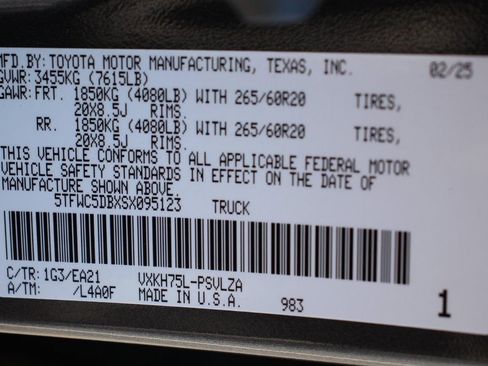 MFD.BY: TOYOTA MOTOR MANUFACTURING, TEXAS, INC. 02/25
GVWR: 3455KG (7615LB)
GAWR: FRT. 1850KG (4080LB) WITH 265/60R20 TIRES,
20X8.5J RIMS.
RR. 1850KG (4080LB) WITH 265/60R20 TIRES,
20X8.5J RIMS.
THIS VEHICLE CONFORMS TO ALL APPLICABLE FEDERAL MOTOR
VEHICLE SAFETY STANDARDS IN EFFECT ON THE DATE OF
MANUFACTURE SHOWN ABOVE.
5TFWC5DBXSX095123 TRUCK
C/TR: 1G3/EA21 VXKH75L-PSVLZA
A/TM: /L4A0F MADE IN U.S.A. 983 1